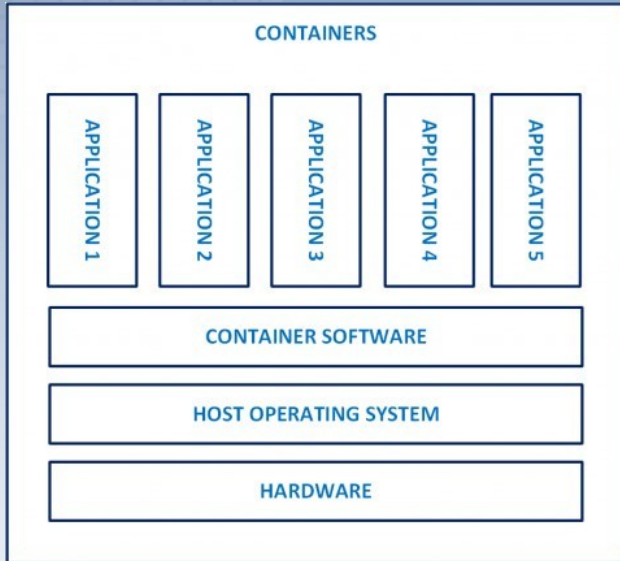 CONTAINERS
APPLICATION 1
APPLICATION 2
APPLICATION 3
APPLICATION 4
APPLICATION 5
CONTAINER SOFTWARE
HOST OPERATING SYSTEM
HARDWARE